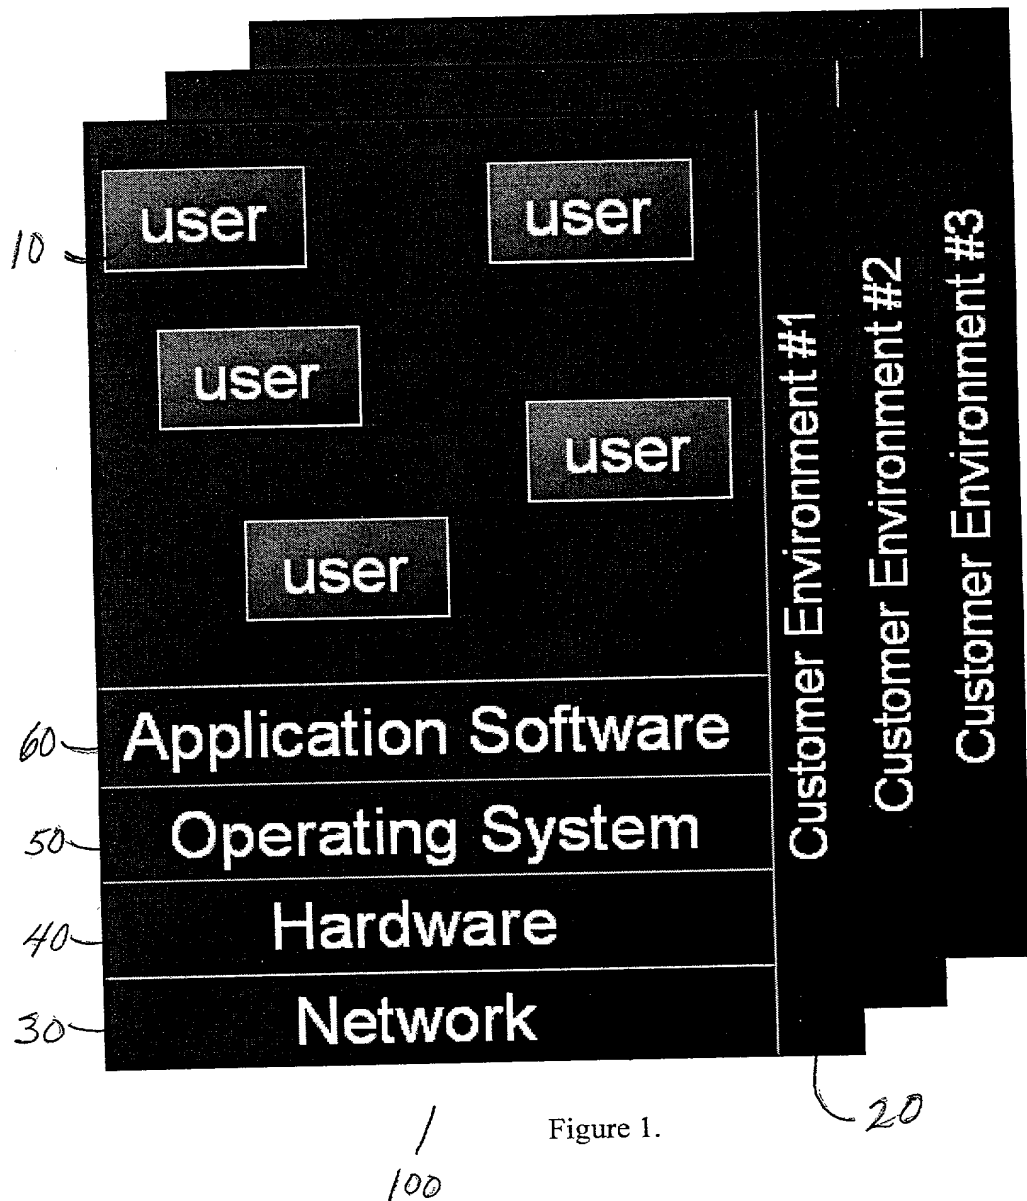 user
user
10
user
user
user
Customer Environment #1
Customer Environment #2
Customer Environment #3
60
Application Software
50
Operating System
40
Hardware
30
Network
20
Figure 1.
100